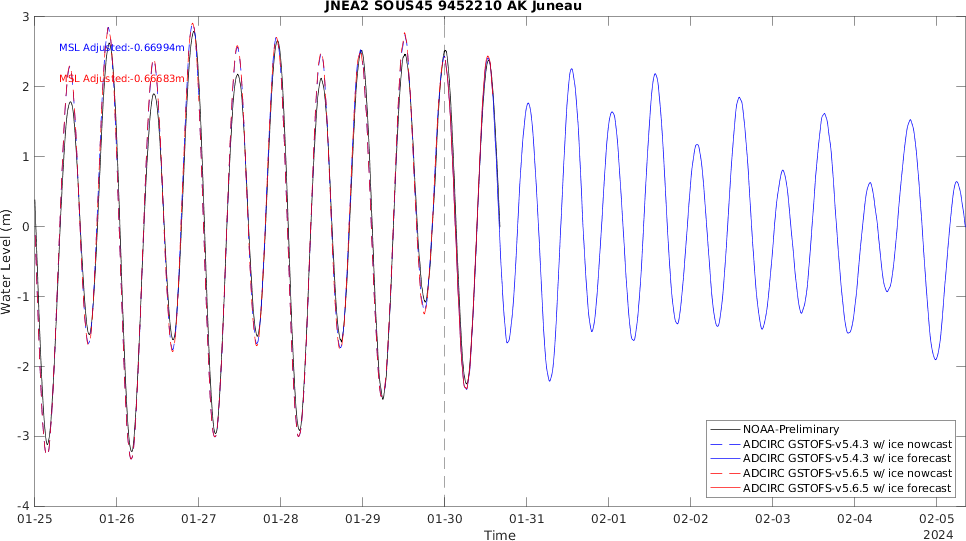 JNEA2 SOUS45 9452210 AK Juneau
MSL Adjusted:-0.66994m
MSL Adjusted:-0.66683m
3
2
1
0
-1
-2
-3
-4
Water Level (m)
01-25 01-26 01-27 01-28 01-29 01-30 01-31 02-01 02-02 02-03 02-04 02-05
Time
2024
NOAA-Preliminary
ADCIRC GSTOFS-v5.4.3 w/ ice nowcast
ADCIRC GSTOFS-v5.4.3 w/ ice forecast
ADCIRC GSTOFS-v5.6.5 w/ ice nowcast
ADCIRC GSTOFS-v5.6.5 w/ ice forecast